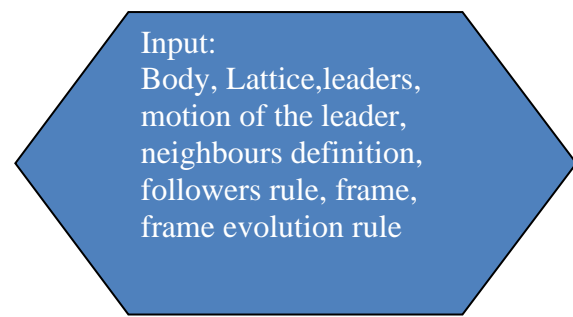 Input:
Body, Lattice,leaders,
motion of the leader,
neighbours definition,
followers rule, frame,
frame evolution rule